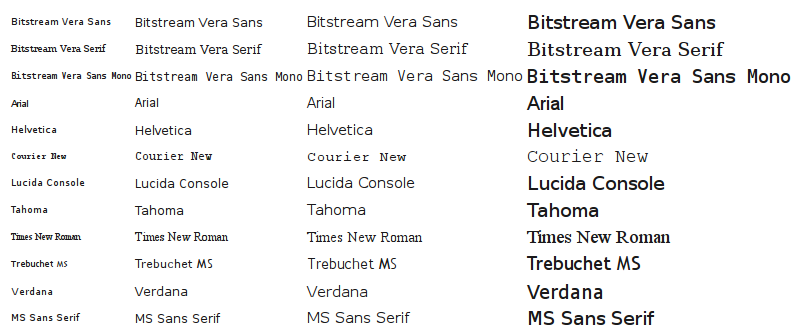 Bitstream Vera Sans Bitstream Vera Sans Bitstream Vera Sans Bitstream Vera Sans
Bitstream Vera Serif Bitstream Vera Serif Bitstream Vera Serif Bitstream Vera Serif
Bitstream Vera Sans Mono Bitstream Vera Sans Mono Bitstream Vera Sans Mono Bitstream Vera Sans Mono
Arial Arial Arial Arial
Helvetica Helvetica Helvetica Helvetica
Courier New Courier New Courier New Courier New
Lucida Console Lucida Console Lucida Console Lucida Console
Tahoma Tahoma Tahoma Tahoma
Times New Roman Times New Roman Times New Roman Times New Roman
Trebuchet MS Trebuchet MS Trebuchet MS Trebuchet MS
Verdana Verdana Verdana Verdana
MS Sans Serif MS Sans Serif MS Sans Serif MS Sans Serif